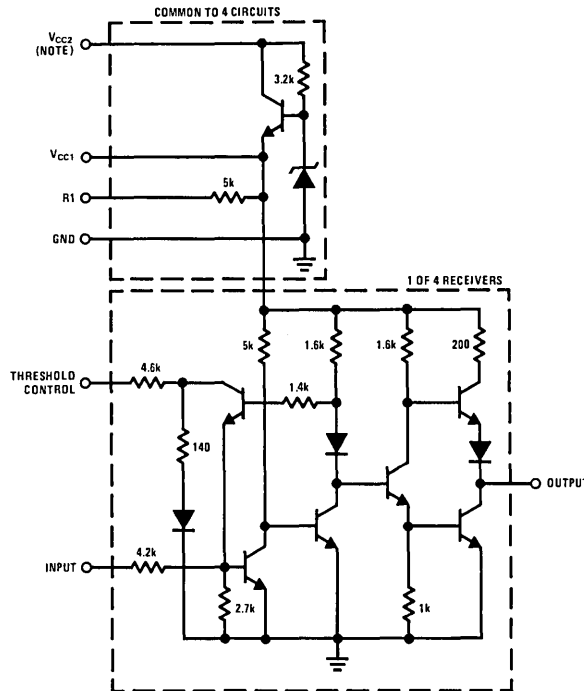 COMMON TO 4 CIRCUITS
VCC2
(NOTE)
3.2k
VCC1
R1
5k
GND
1 OF 4 RECEIVERS
5k
1.6k
1.6k
200
THRESHOLD
CONTROL
4.6k
1.4k
140
OUTPUT
INPUT
4.2k
2.7k
1k